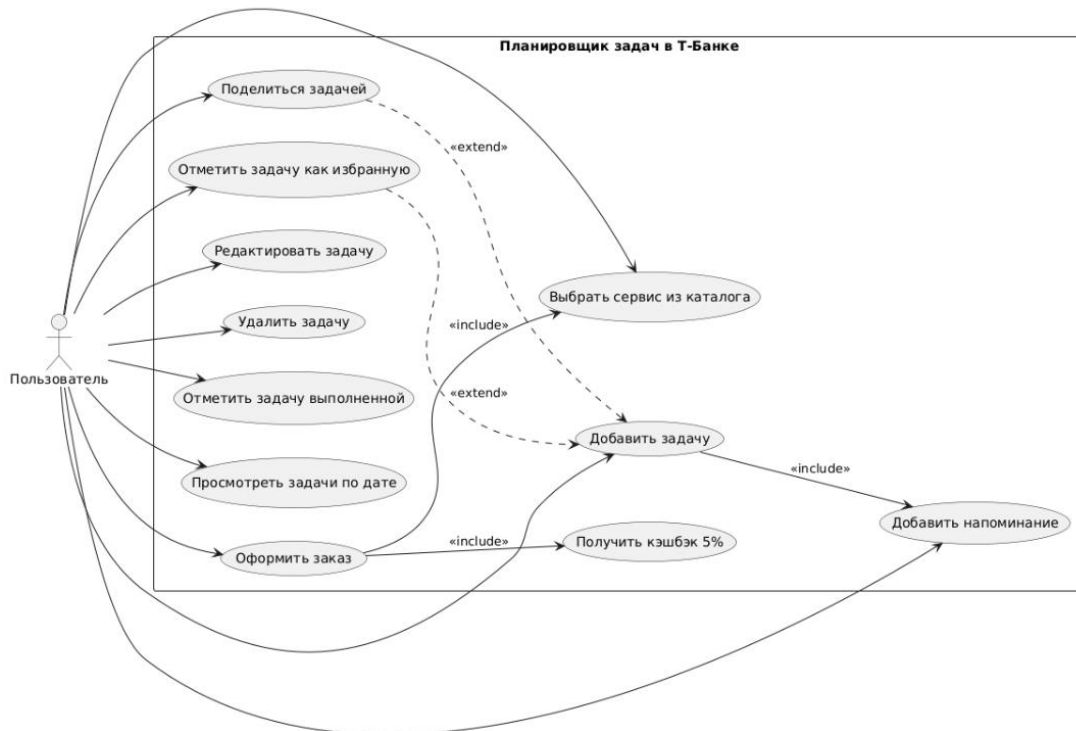 Планировщик задач в Т-Банке
Поделиться задачей
«extend»
Отметить задачу как избранную
Редактировать задачу
Выбрать сервис из каталога
Удалить задачу
«include»
Пользователь
Отметить задачу выполненной
«extend»
Добавить задачу
«include»
Просмотреть задачи по дате
Добавить напоминание
Оформить заказ
«include»
Получить кэшбэк 5%